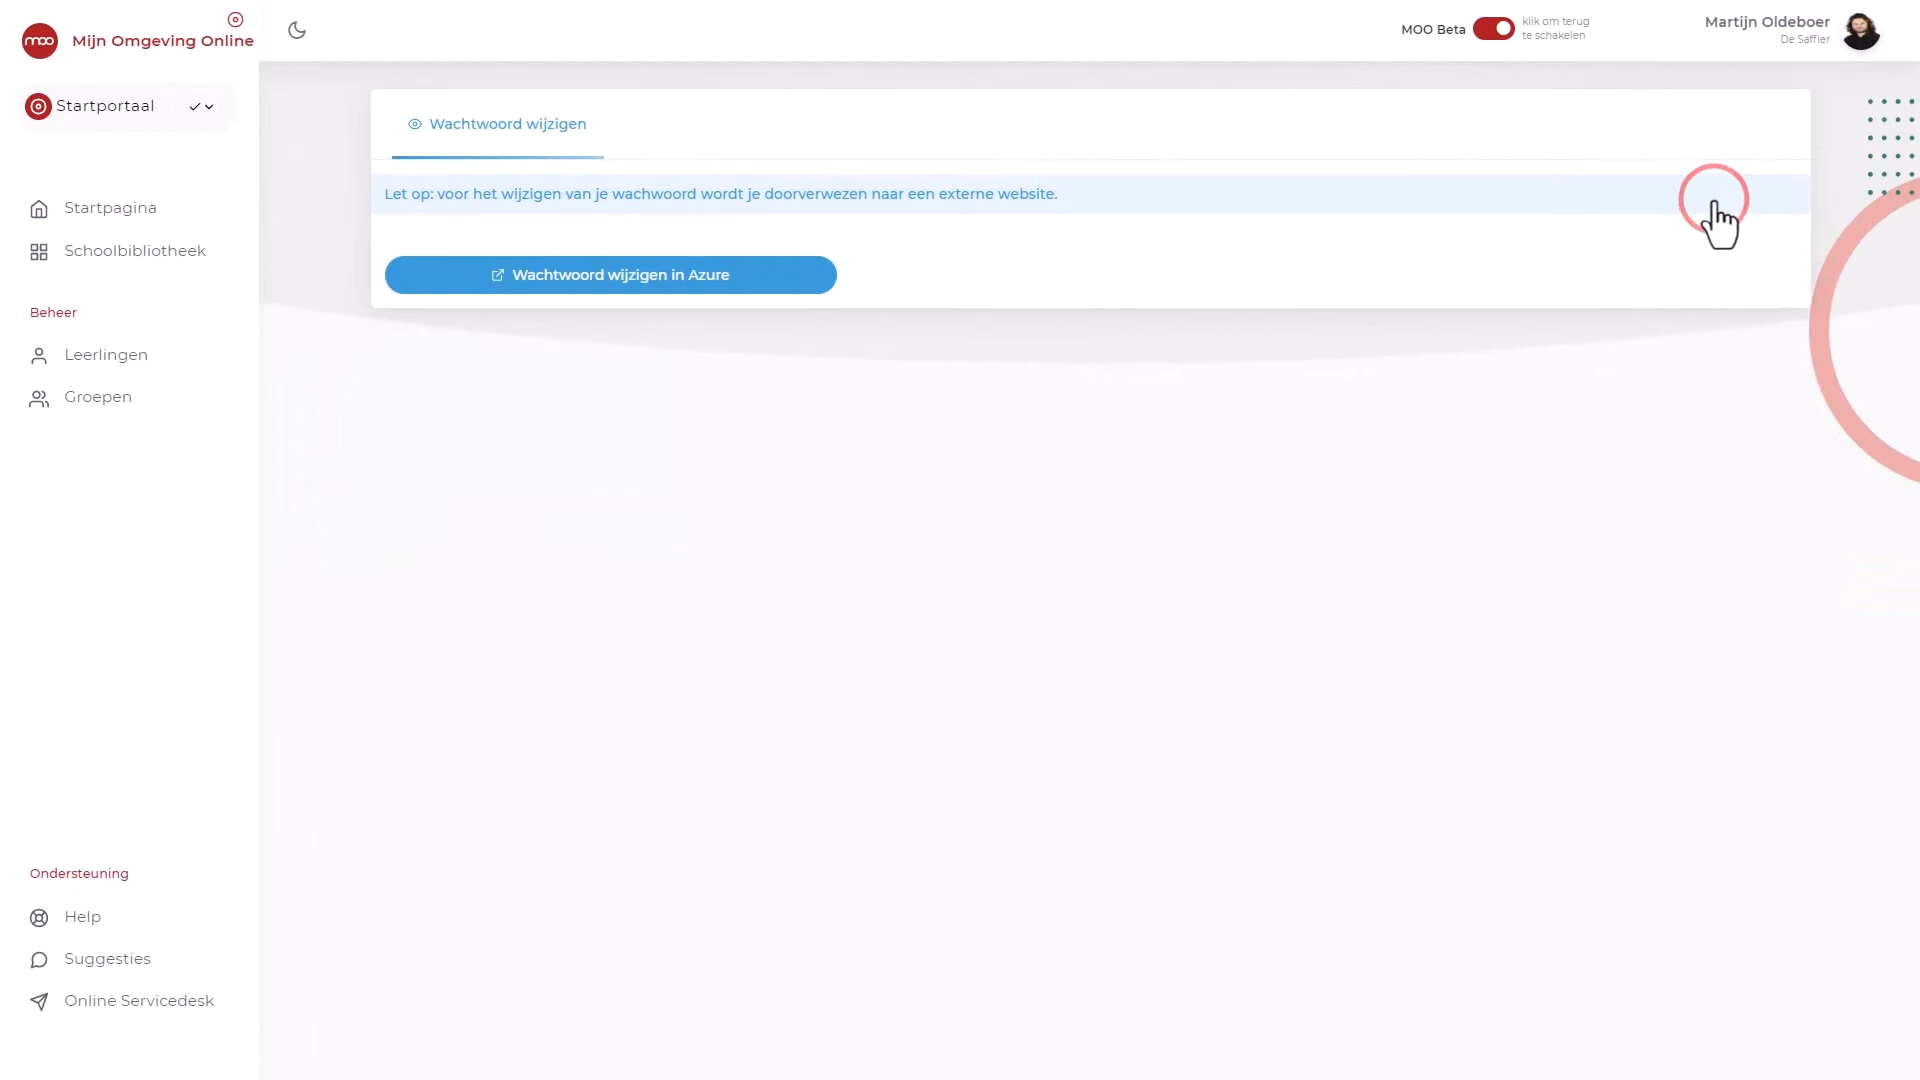 moo
Mijn Omgeving Online
MOO Beta
klik om terug
te schakelen
Martijn Oldeboer
De Saffier
Startportaal
Wachtwoord wijzigen
Let op: voor het wijzigen van je wachwoord wordt je doorverwezen naar een externe website.
Wachtwoord wijzigen in Azure
Startpagina
Schoolbibliotheek
Beheer
Leerlingen
Groepen
Ondersteuning
Help
Suggesties
Online Servicedesk